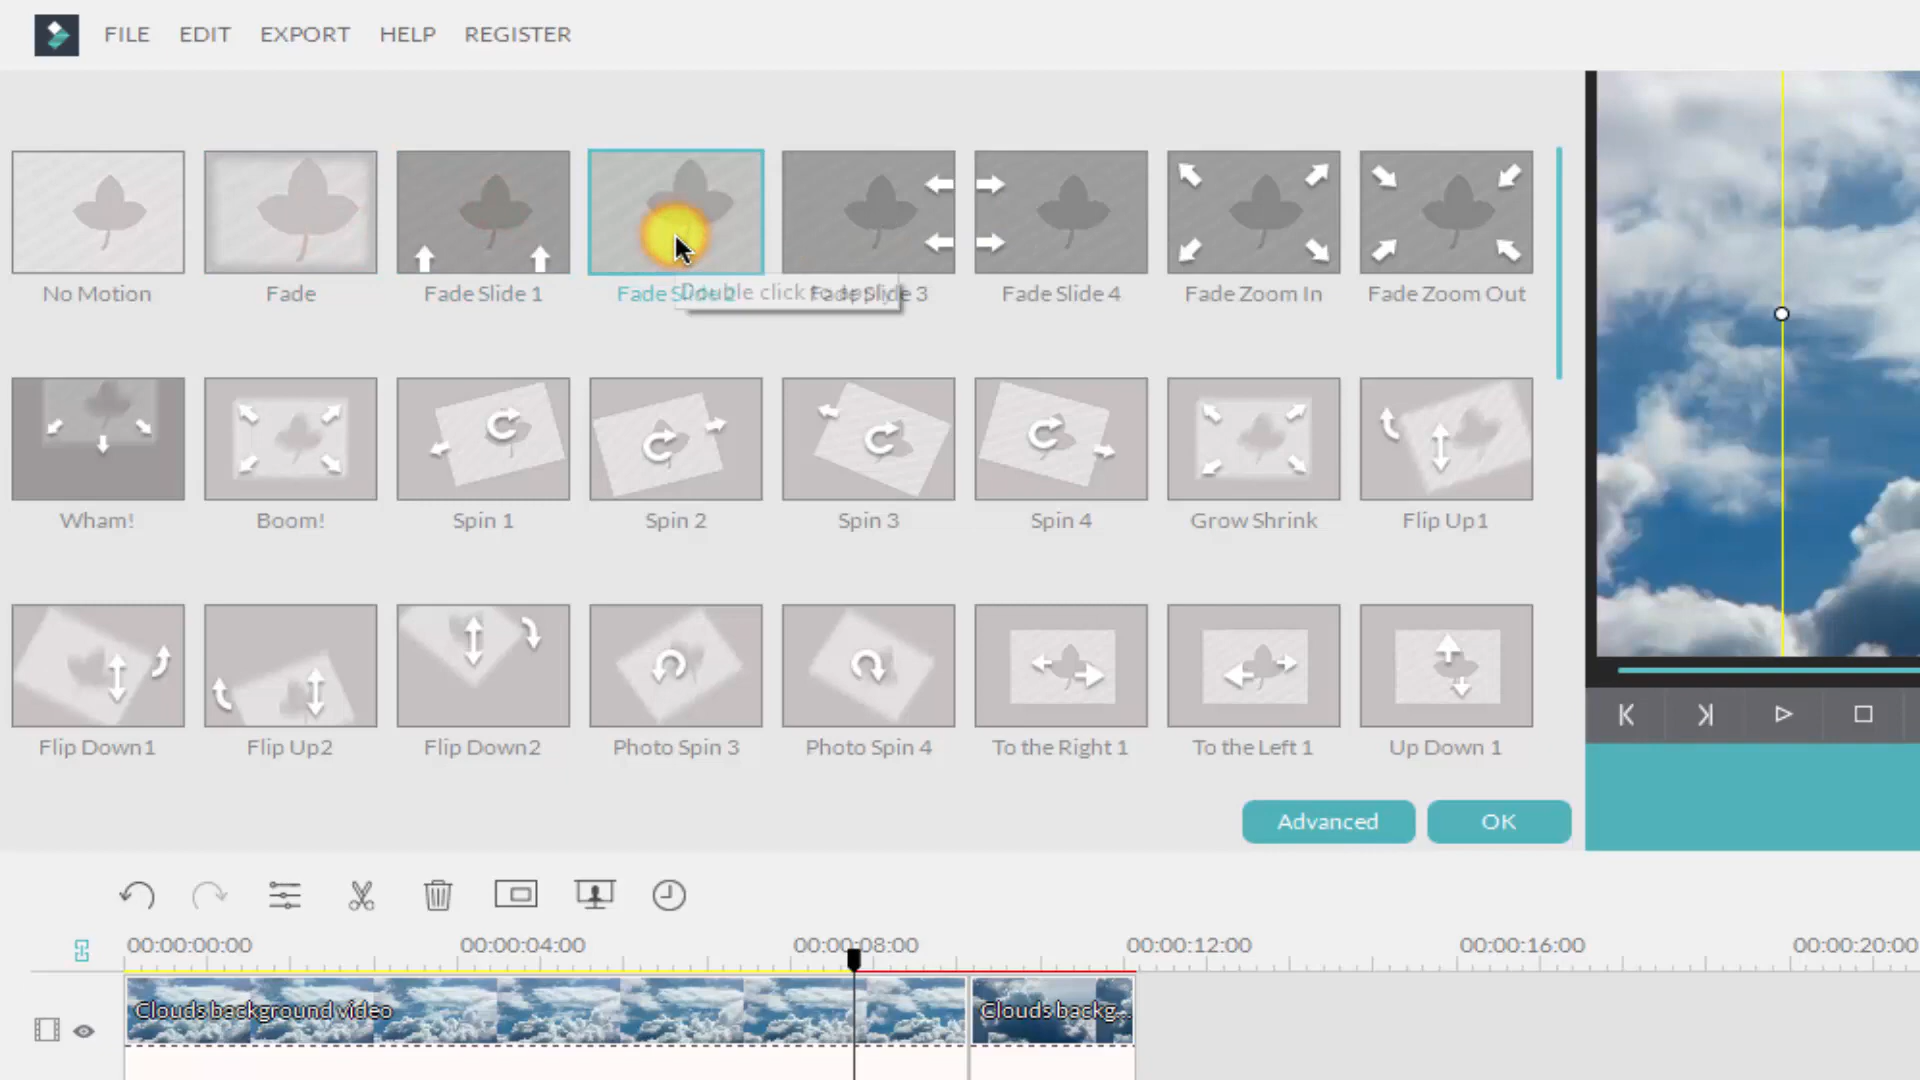 FILE EDIT EXPORT HELP REGISTER
No Motion Fade Fade Slide 1 Fade Slide 2 Double click to apply Fade Slide 3 Fade Slide 4 Fade Zoom In Fade Zoom Out
Wham! Boom! Spin 1 Spin 2 Spin 3 Spin 4 Grow Shrink Flip Up1
Flip Down1 Flip Up2 Flip Down2 Photo Spin 3 Photo Spin 4 To the Right 1 To the Left 1 Up Down 1
Advanced OK
00:00:00:00 00:00:04:00 00:00:08:00 00:00:12:00 00:00:16:00 00:00:20:00
Clouds background video Clouds backg...